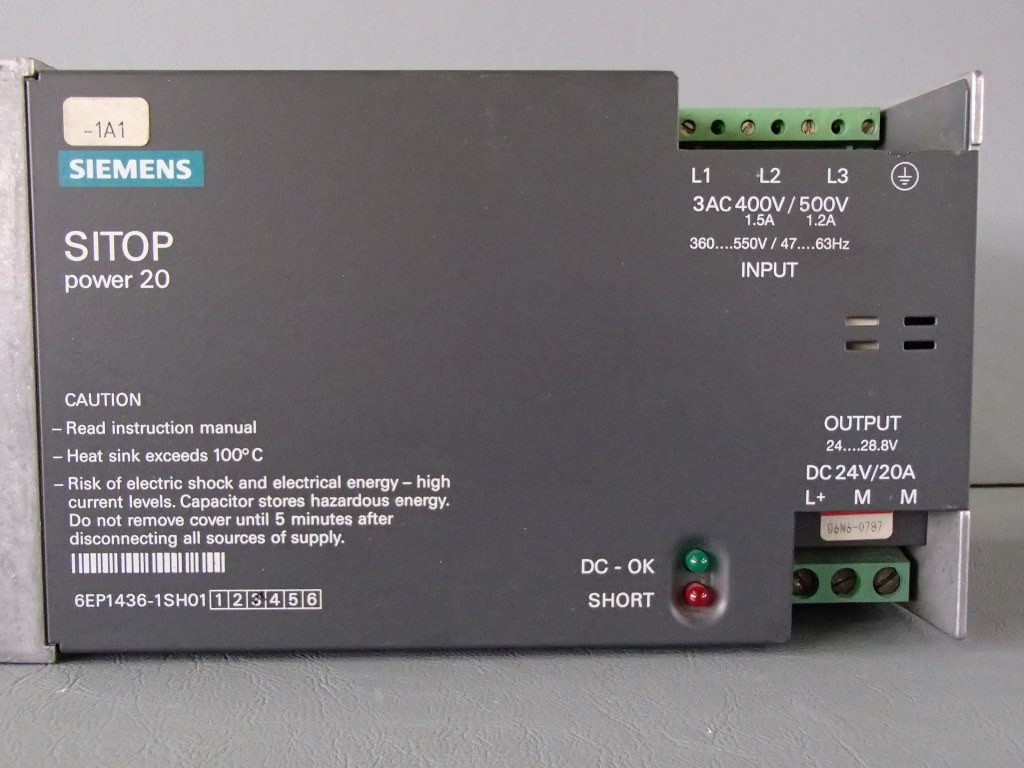 -1A1
SIEMENS
SITOP
power 20
L1 L2 L3
3AC 400V / 500V
1.5A 1.2A
360....550V / 47....63Hz
INPUT
OUTPUT
24....28.8V
DC 24V/20A
L+ M M
CAUTION
– Read instruction manual
– Heat sink exceeds 100°C
– Risk of electric shock and electrical energy – high
current levels. Capacitor stores hazardous energy.
Do not remove cover until 5 minutes after
disconnecting all sources of supply.
6EP1436-1SH01 1 2 3 4 5 6
DC - OK
SHORT
06N6-0787